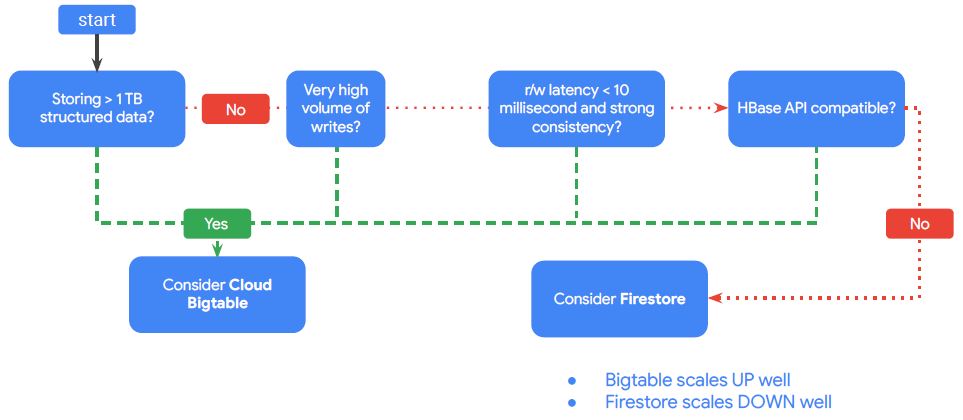 start
Storing > 1 TB
structured data?
No
Very high
volume of
writes?
r/w latency < 10
millisecond and strong
consistency?
HBase API compatible?
Yes
No
Consider Cloud
Bigtable
Consider Firestore
● Bigtable scales UP well
● Firestore scales DOWN well